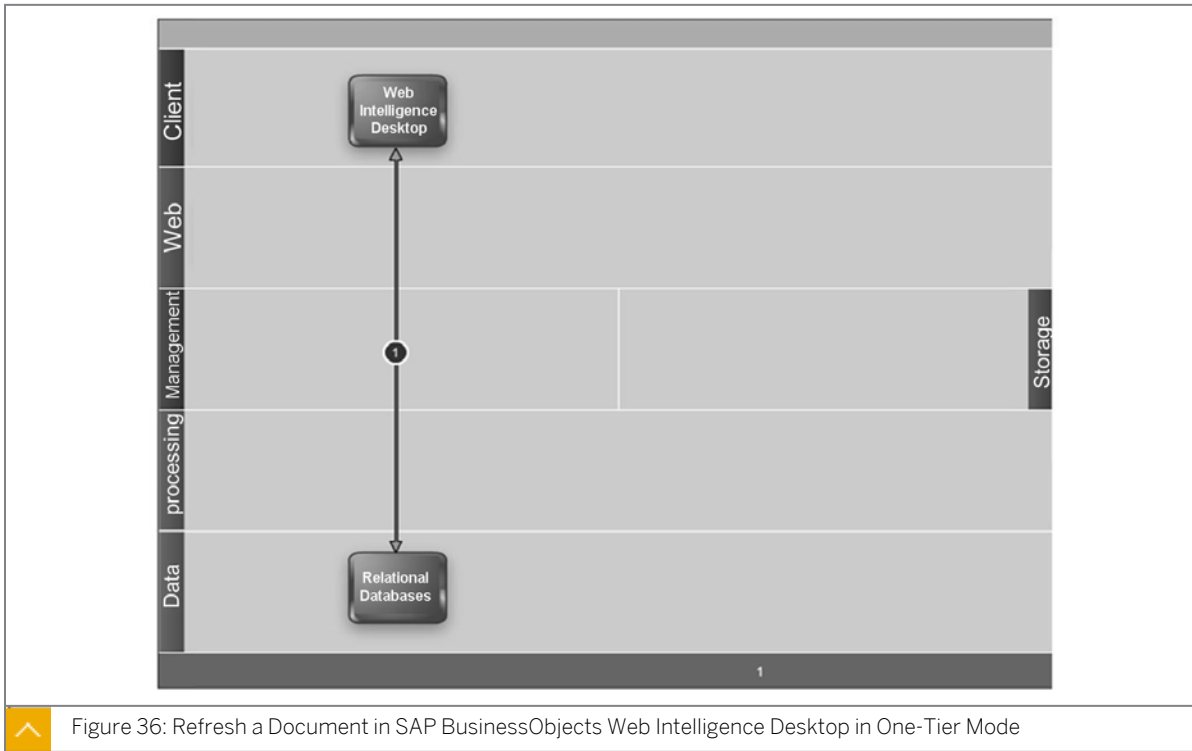 Client
Web
Intelligence
Desktop
Web
Management
1
Storage
processing
Data
Relational
Databases
1
Figure 36: Refresh a Document in SAP BusinessObjects Web Intelligence Desktop in One-Tier Mode